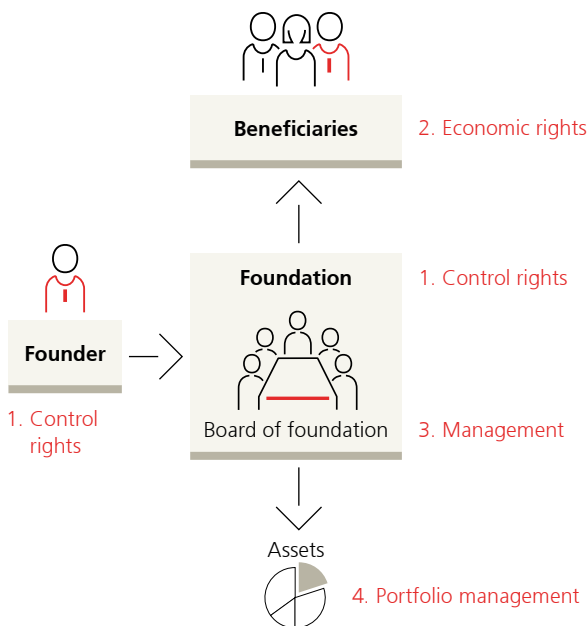 Beneficiaries
2. Economic rights
Foundation
1. Control rights
Founder
1. Control
rights
Board of foundation
3. Management
Assets
4. Portfolio management